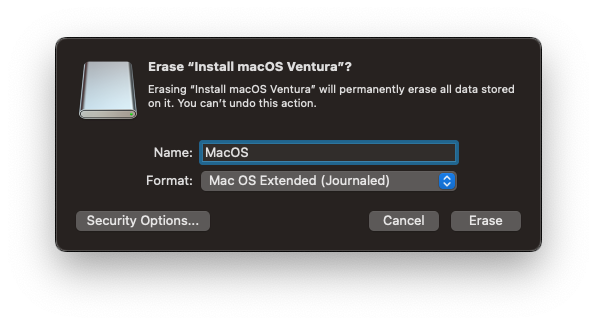 Erase “Install macOS Ventura”?
Erasing “Install macOS Ventura” will permanently erase all data stored
on it. You can’t undo this action.
Name: MacOS
Format: Mac OS Extended (Journaled)
Security Options... Cancel Erase